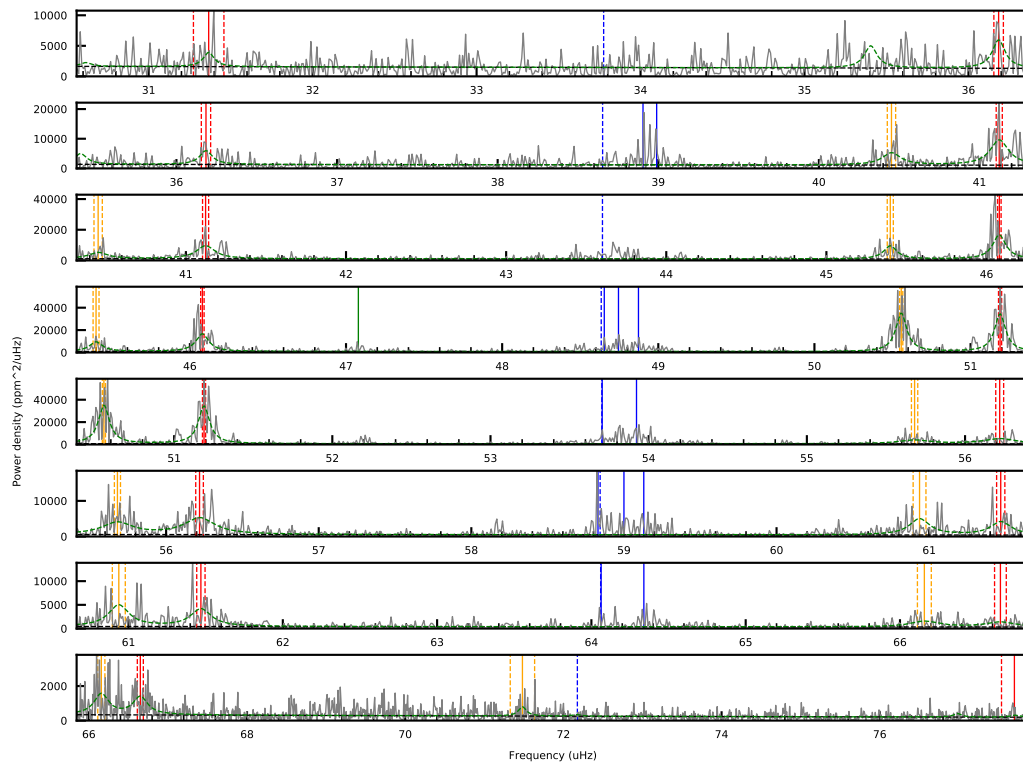 10000
5000
0
31 32 33 34 35 36
20000
10000
0
36 37 38 39 40 41
40000
20000
0
41 42 43 44 45 46
40000
20000
0
46 47 48 49 50 51
Power density (ppm^2/uHz)
40000
20000
0
51 52 53 54 55 56
10000
0
56 57 58 59 60 61
10000
5000
0
61 62 63 64 65 66
2000
0
66 68 70 72 74 76
Frequency (uHz)